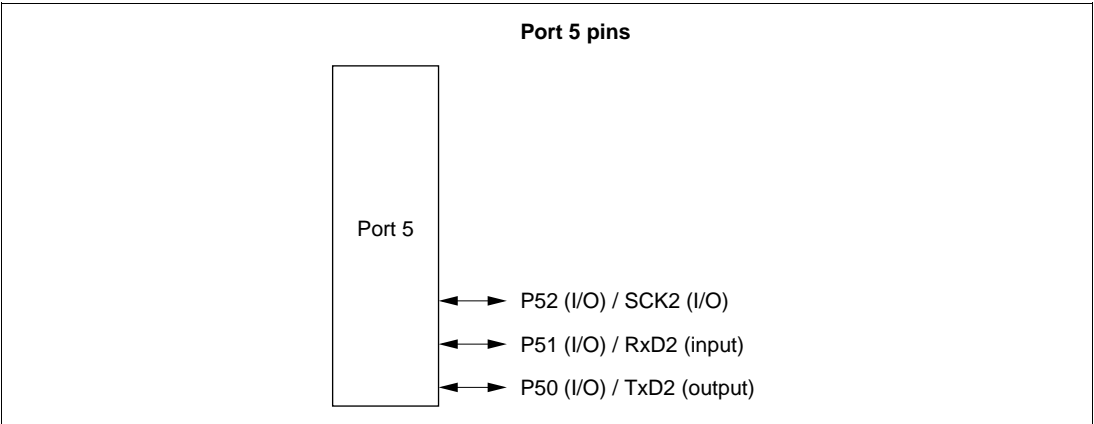 Port 5 pins
Port 5
P52 (I/O) / SCK2 (I/O)
P51 (I/O) / RxD2 (input)
P50 (I/O) / TxD2 (output)